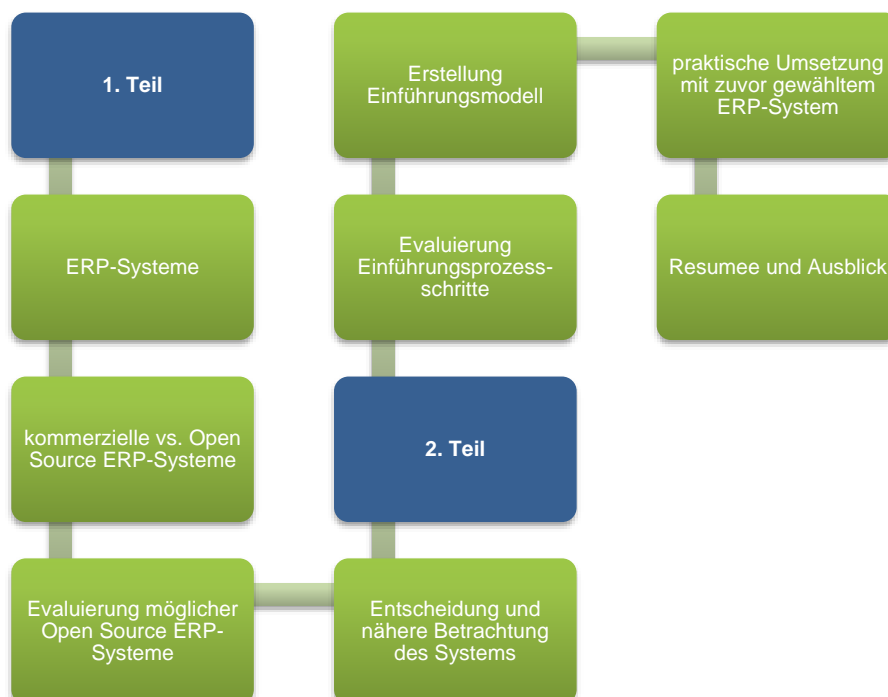 1. Teil
ERP-Systeme
kommerzielle vs. Open
Source ERP-Systeme
Evaluierung möglicher
Open Source ERP-
Systeme
Entscheidung und
nähere Betrachtung
des Systems
2. Teil
Evaluierung
Einführungsprozess-
schritte
Erstellung
Einführungsmodell
praktische Umsetzung
mit zuvor gewähltem
ERP-System
Resumee und Ausblick